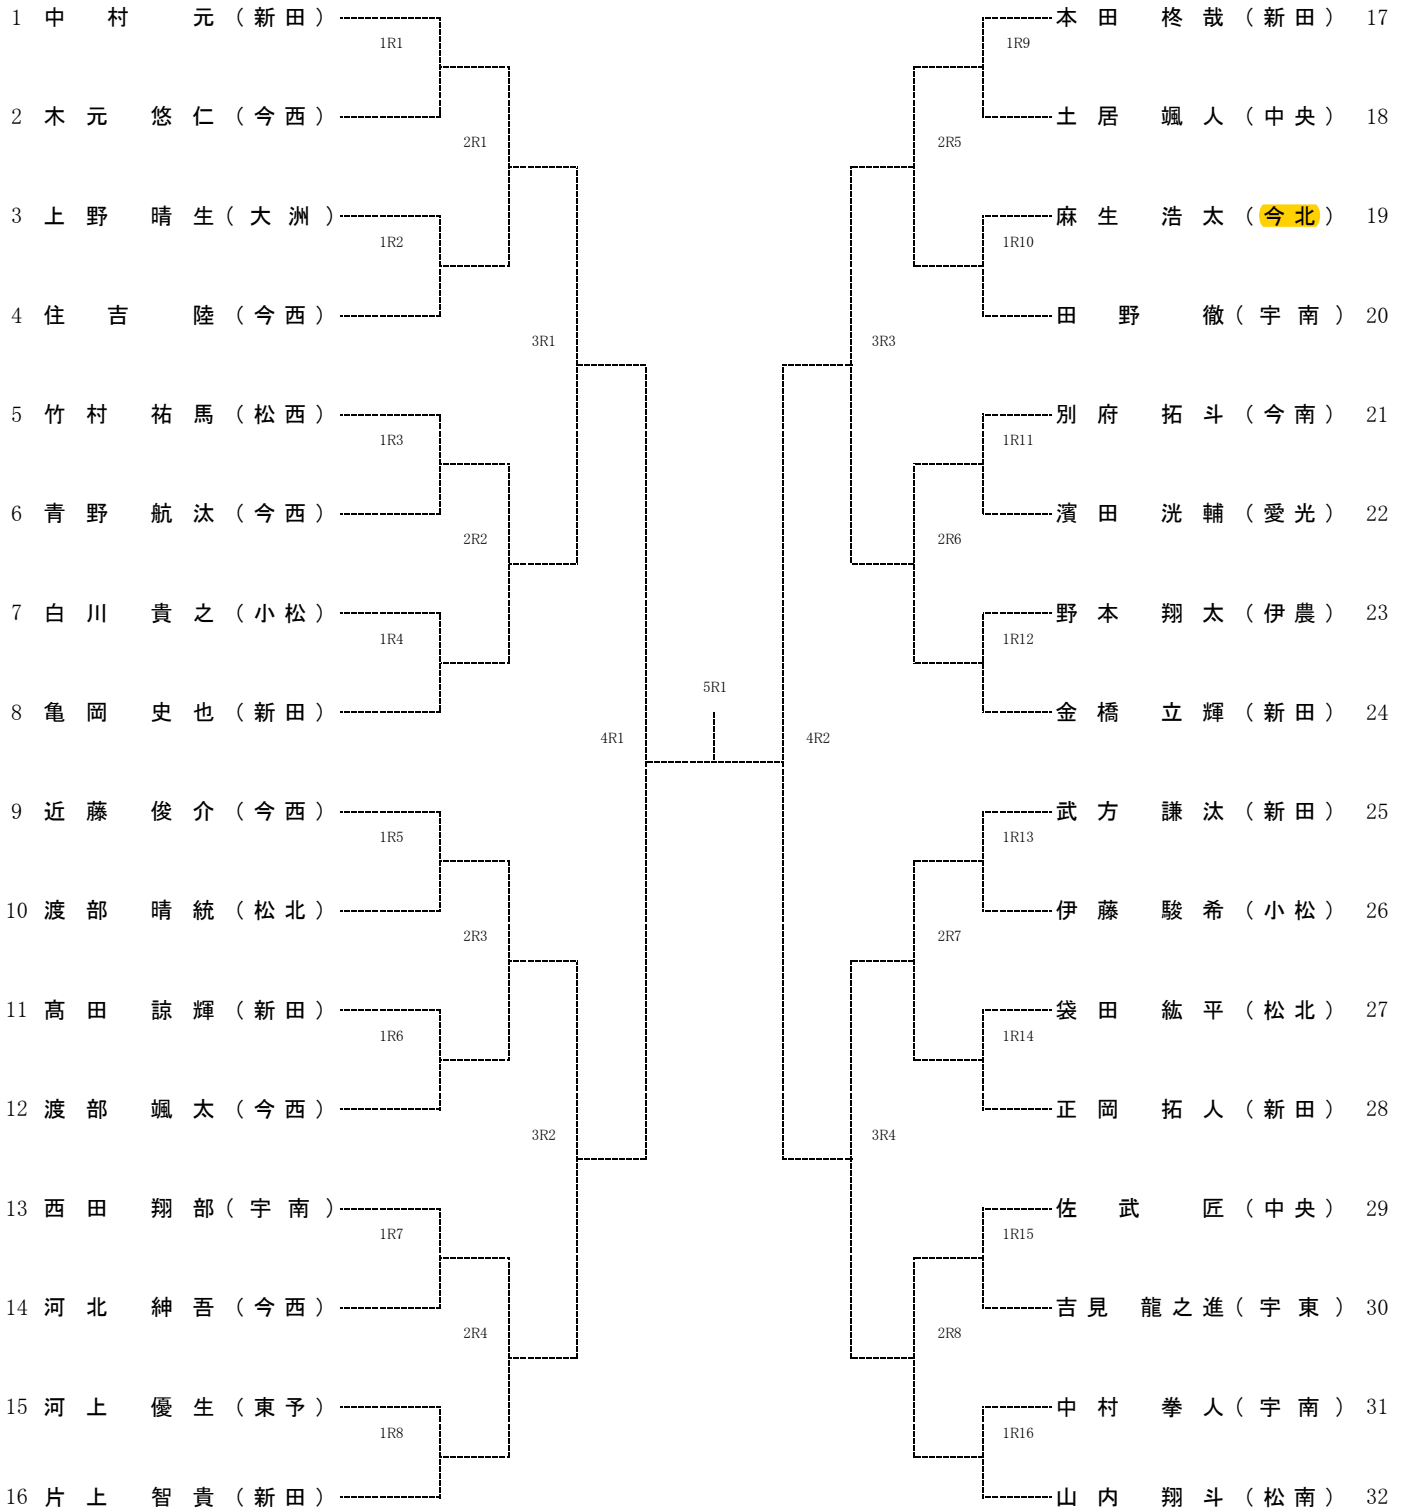 1 中村 元（新田）
1R1
2 木元 悠仁（今西）
2R1
3 上野 晴生（大洲）
1R2
4 住吉 陸（今西）
3R1
5 竹村 祐馬（松西）
1R3
6 青野 航汰（今西）
2R2
7 白川 貴之（小松）
1R4
8 亀岡 史也（新田）
4R1
9 近藤 俊介（今西）
1R5
10 渡部 晴統（松北）
2R3
11 髙田 諒輝（新田）
1R6
12 渡部 颯太（今西）
3R2
13 西田 翔部（宇南）
1R7
14 河北 紳吾（今西）
2R4
15 河上 優生（東予）
1R8
16 片上 智貴（新田）
5R1
本田 柊哉（新田） 17
1R9
土居 颯人（中央） 18
2R5
麻生 浩太（今北） 19
1R10
田野 徹（宇南） 20
3R3
別府 拓斗（今南） 21
1R11
濱田 洸輔（愛光） 22
2R6
野本 翔太（伊農） 23
1R12
金橋 立輝（新田） 24
4R2
武方 謙汰（新田） 25
1R13
伊藤 駿希（小松） 26
2R7
袋田 紘平（松北） 27
1R14
正岡 拓人（新田） 28
3R4
佐武 匠（中央） 29
1R15
吉見 龍之進（宇東） 30
2R8
中村 拳人（宇南） 31
1R16
山内 翔斗（松南） 32